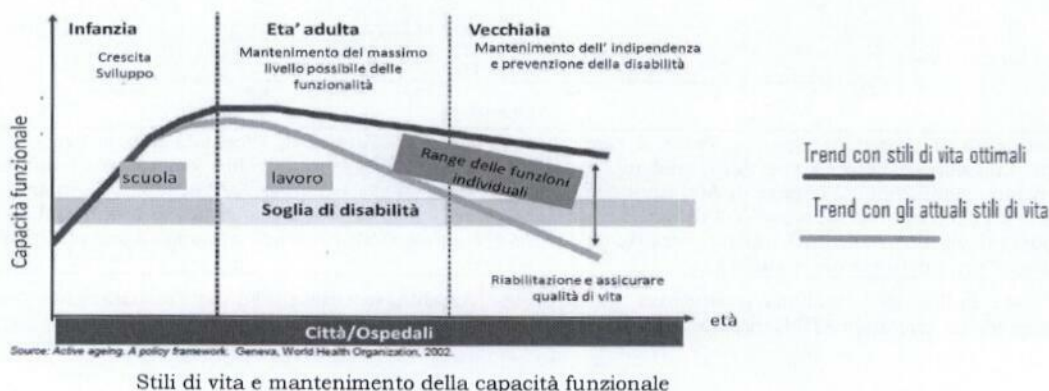 Infanzia
Crescita
Sviluppo
Eta' adulta
Mantenimento del massimo
livello possibile delle
funzionalità
Vecchiaia
Mantenimento dell' indipendenza
e prevenzione della disabilità
Capacità funzionale
scuola
lavoro
Range delle funzioni
individuali
Soglia di disabilità
Riabilitazione e assicurare
qualità di vita
età
Città/Ospedali
Trend con stili di vita ottimali
Trend con gli attuali stili di vita
Source: Active ageing. A policy framework. Geneva, World Health Organization, 2002.
Stili di vita e mantenimento della capacità funzionale